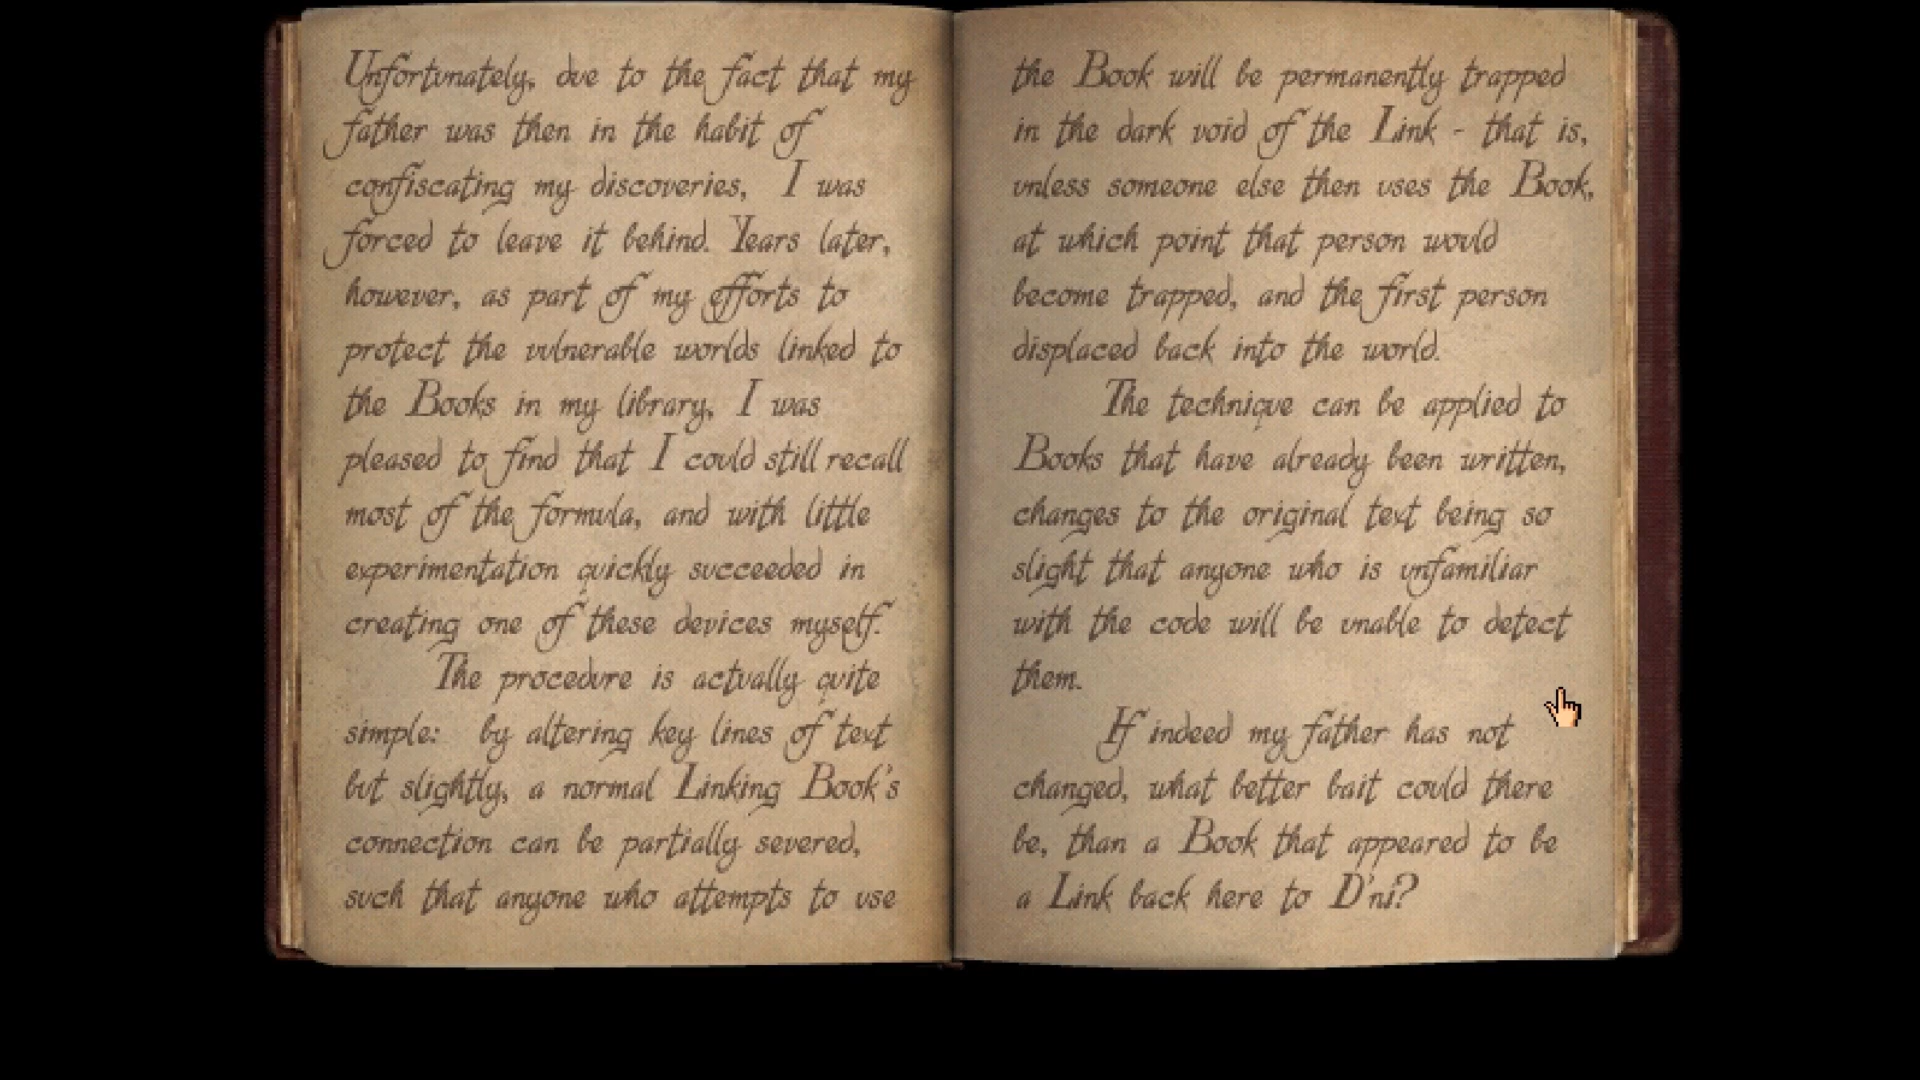 Unfortunately, due to the fact that my
father was then in the habit of
confiscating my discoveries, I was
forced to leave it behind. Years later,
however, as part of my efforts to
protect the vulnerable worlds linked to
the Books in my library, I was
pleased to find that I could still recall
most of the formula, and with little
experimentation quickly succeeded in
creating one of these devices myself.
The procedure is actually quite
simple: by altering key lines of text
but slightly, a normal Linking Book's
connection can be partially severed,
such that anyone who attempts to use
the Book will be permanently trapped
in the dark void of the Link - that is,
unless someone else then uses the Book,
at which point that person would
become trapped, and the first person
displaced back into the world.
The technique can be applied to
Books that have already been written,
changes to the original text being so
slight that anyone who is unfamiliar
with the code will be unable to detect
them.
If indeed my father has not
changed, what better bait could there
be, than a Book that appeared to be
a Link back here to D'ni?